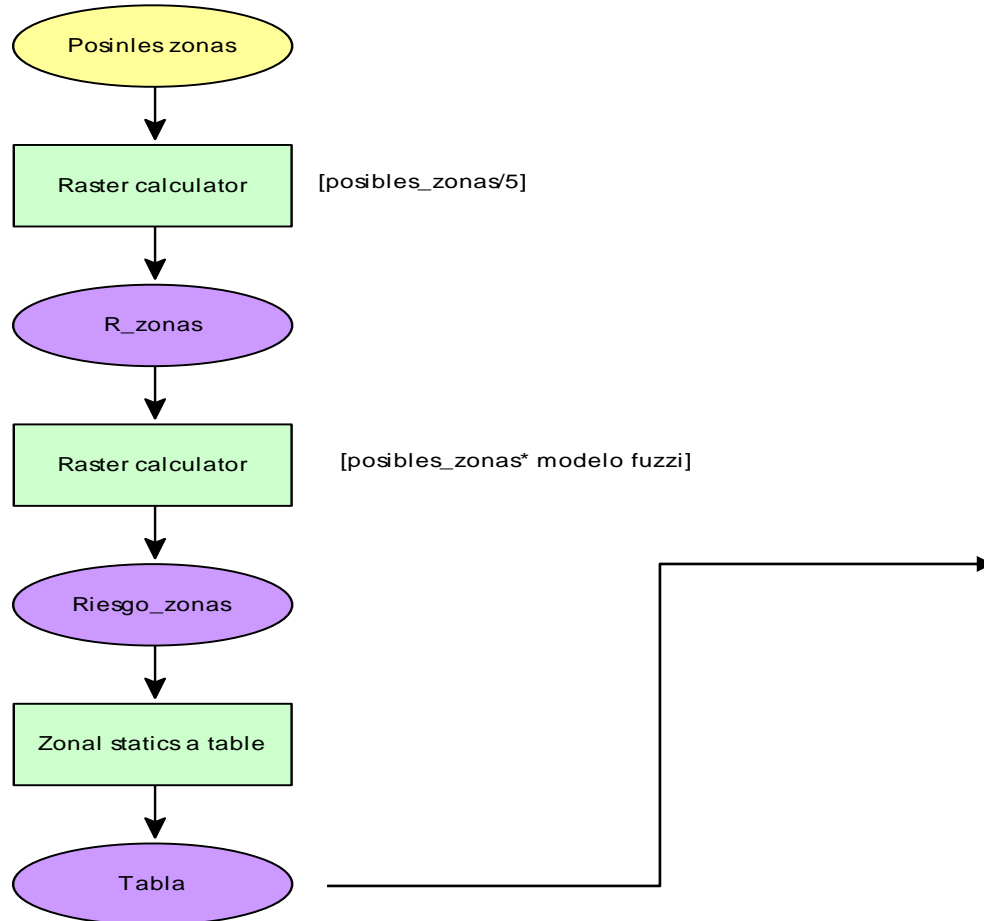 Posinles zonas
Raster calculator
[posibles_zonas/5]
R_zonas
Raster calculator
[posibles_zonas* modelo fuzzi]
Riesgo_zonas
Zonal statics a table
Tabla